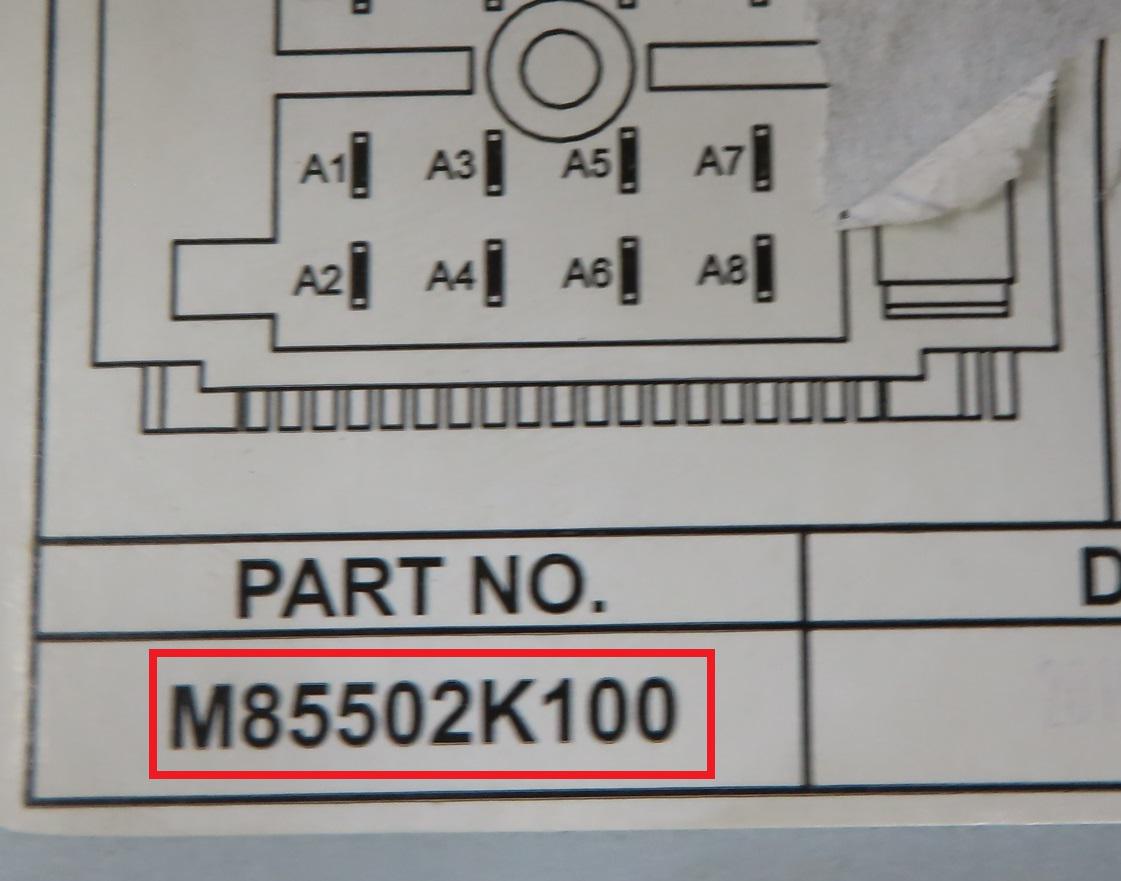 A1 A3 A5 A7
A2 A4 A6 A8
PART NO.
M85502K100